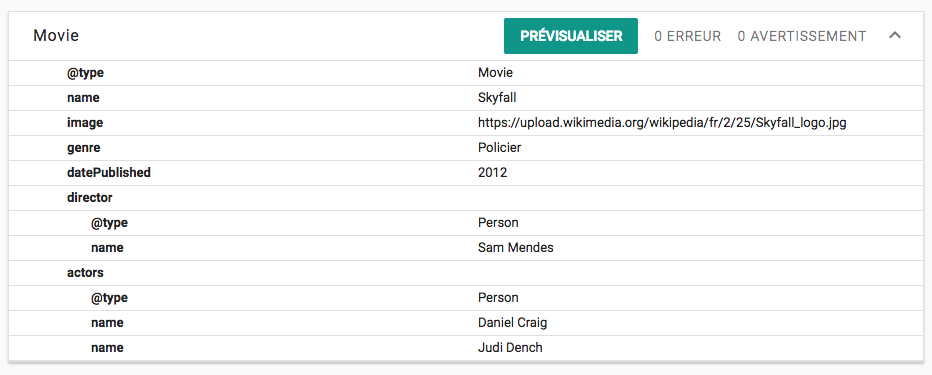 Movie PRÉVISUALISER 0 ERREUR 0 AVERTISSEMENT
@type Movie
name Skyfall
image https://upload.wikimedia.org/wikipedia/fr/2/25/Skyfall_logo.jpg
genre Policier
datePublished 2012
director
@type Person
name Sam Mendes
actors
@type Person
name Daniel Craig
name Judi Dench